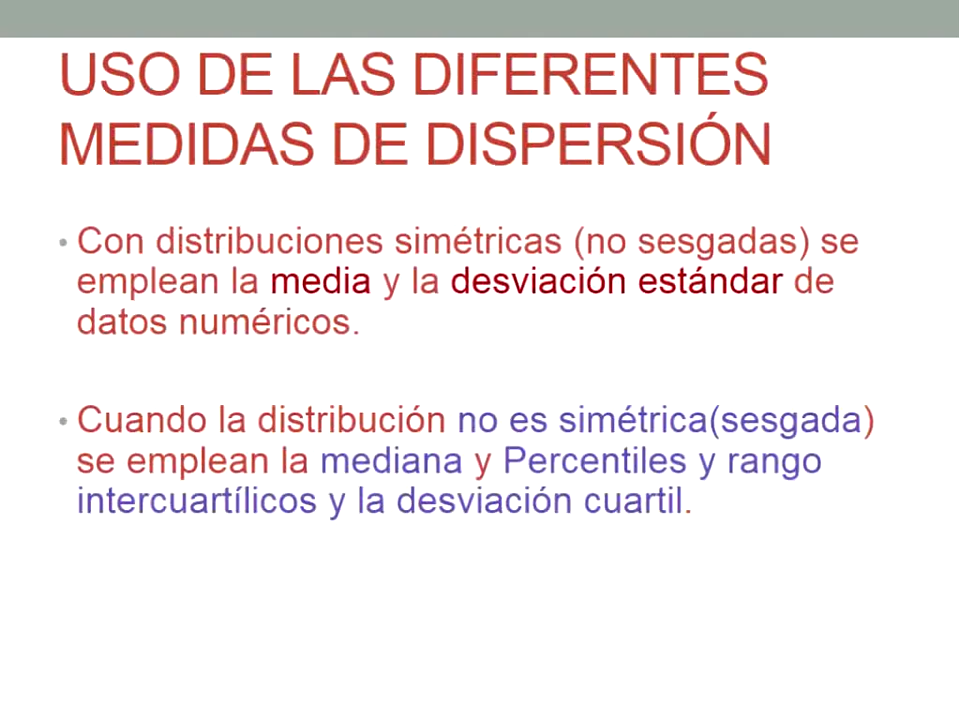 USO DE LAS DIFERENTES
MEDIDAS DE DISPERSIÓN
• Con distribuciones simétricas (no sesgadas) se
emplean la media y la desviación estándar de
datos numéricos.
• Cuando la distribución no es simétrica(sesgada)
se emplean la mediana y Percentiles y rango
intercuartílicos y la desviación cuartil.